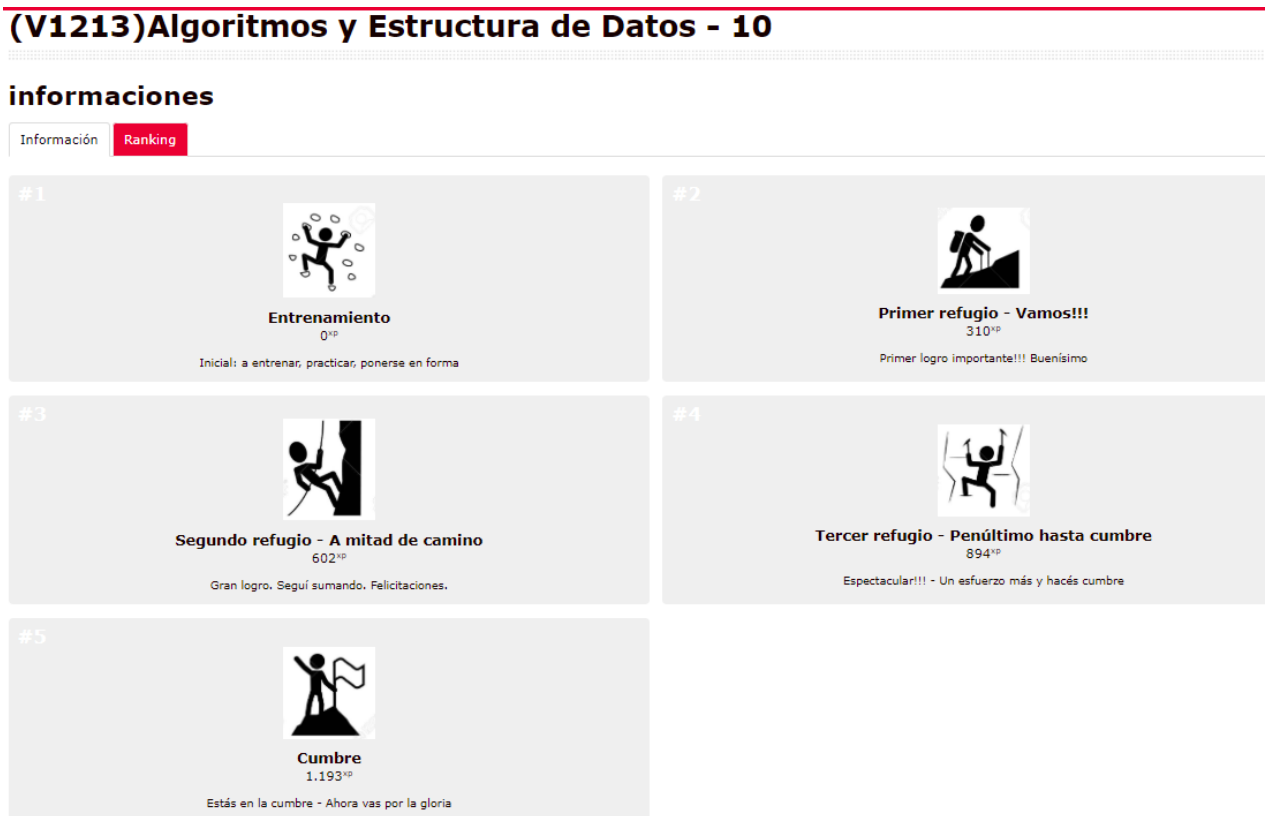 (V1213)Algoritmos y Estructura de Datos - 10
informaciones
Información
Ranking
#1
Entrenamiento
0xp
Inicial: a entrenar, practicar, ponerse en forma
#2
Primer refugio - Vamos!!!
310xp
Primer logro importante!!! Buenísimo
#3
Segundo refugio - A mitad de camino
602xp
Gran logro. Seguí sumando. Felicitaciones.
#4
Tercer refugio - Penúltimo hasta cumbre
894xp
Espectacular!!! - Un esfuerzo más y hacés cumbre
#5
Cumbre
1.193xp
Estás en la cumbre - Ahora vas por la gloria